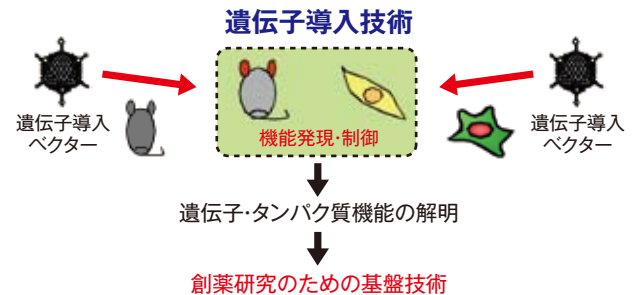 遺伝子導入技術
遺伝子導入
ベクター
機能発現・制御
遺伝子導入
ベクター
遺伝子・タンパク質機能の解明
創薬研究のための基盤技術